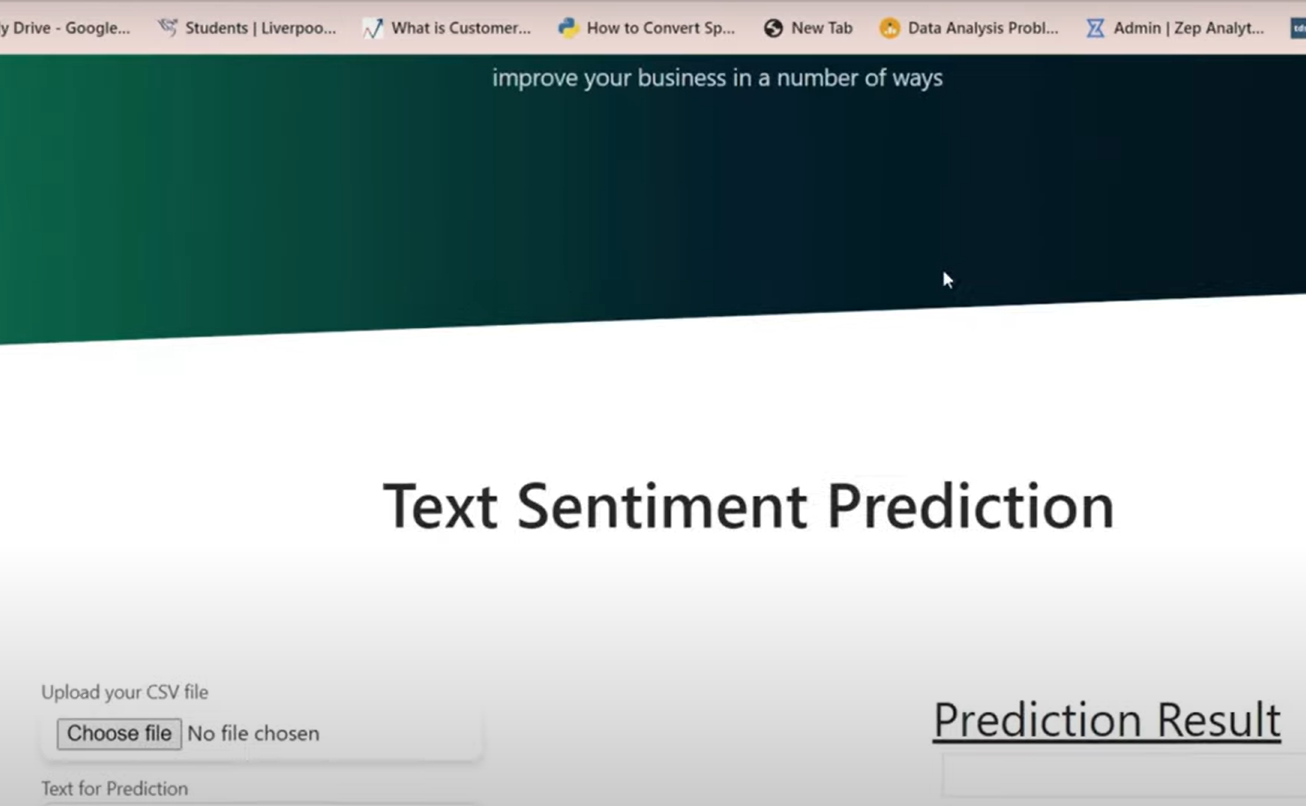 y Drive - Google... Students | Liverpoo... What is Customer... How to Convert Sp... New Tab Data Analysis Probl... Admin | Zep Analyt... tds
improve your business in a number of ways
Text Sentiment Prediction
Upload your CSV file
Choose file No file chosen
Prediction Result
Text for Prediction